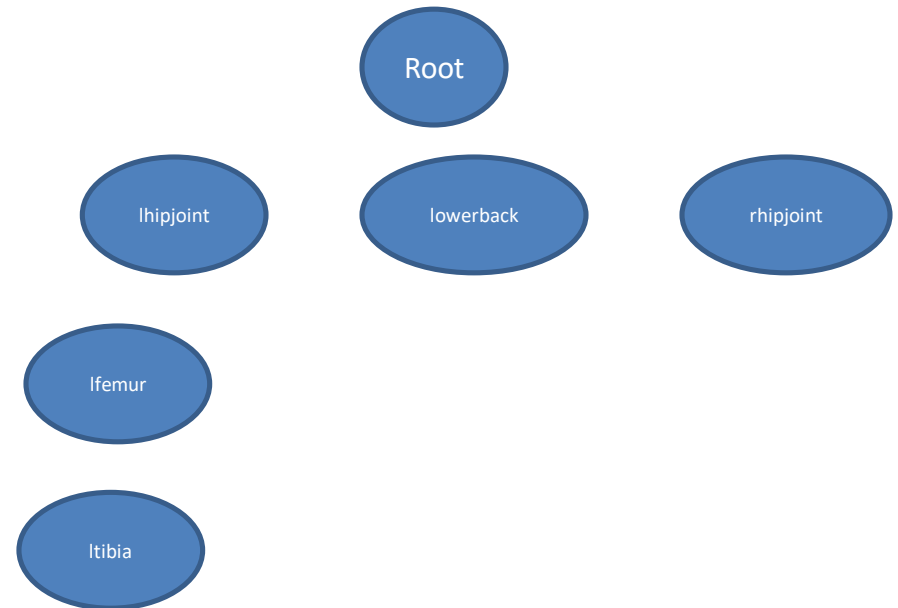 Root
lhipjoint
lowerback
rhipjoint
lfemur
ltibia